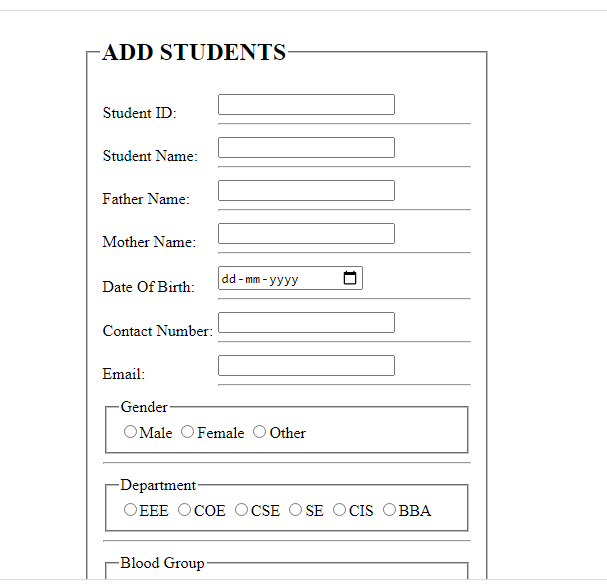 ADD STUDENTS
Student ID:
Student Name:
Father Name:
Mother Name:
Date Of Birth: dd-mm-yyyy
Contact Number:
Email:
Gender
Male Female Other
Department
EEE COE CSE SE CIS BBA
Blood Group